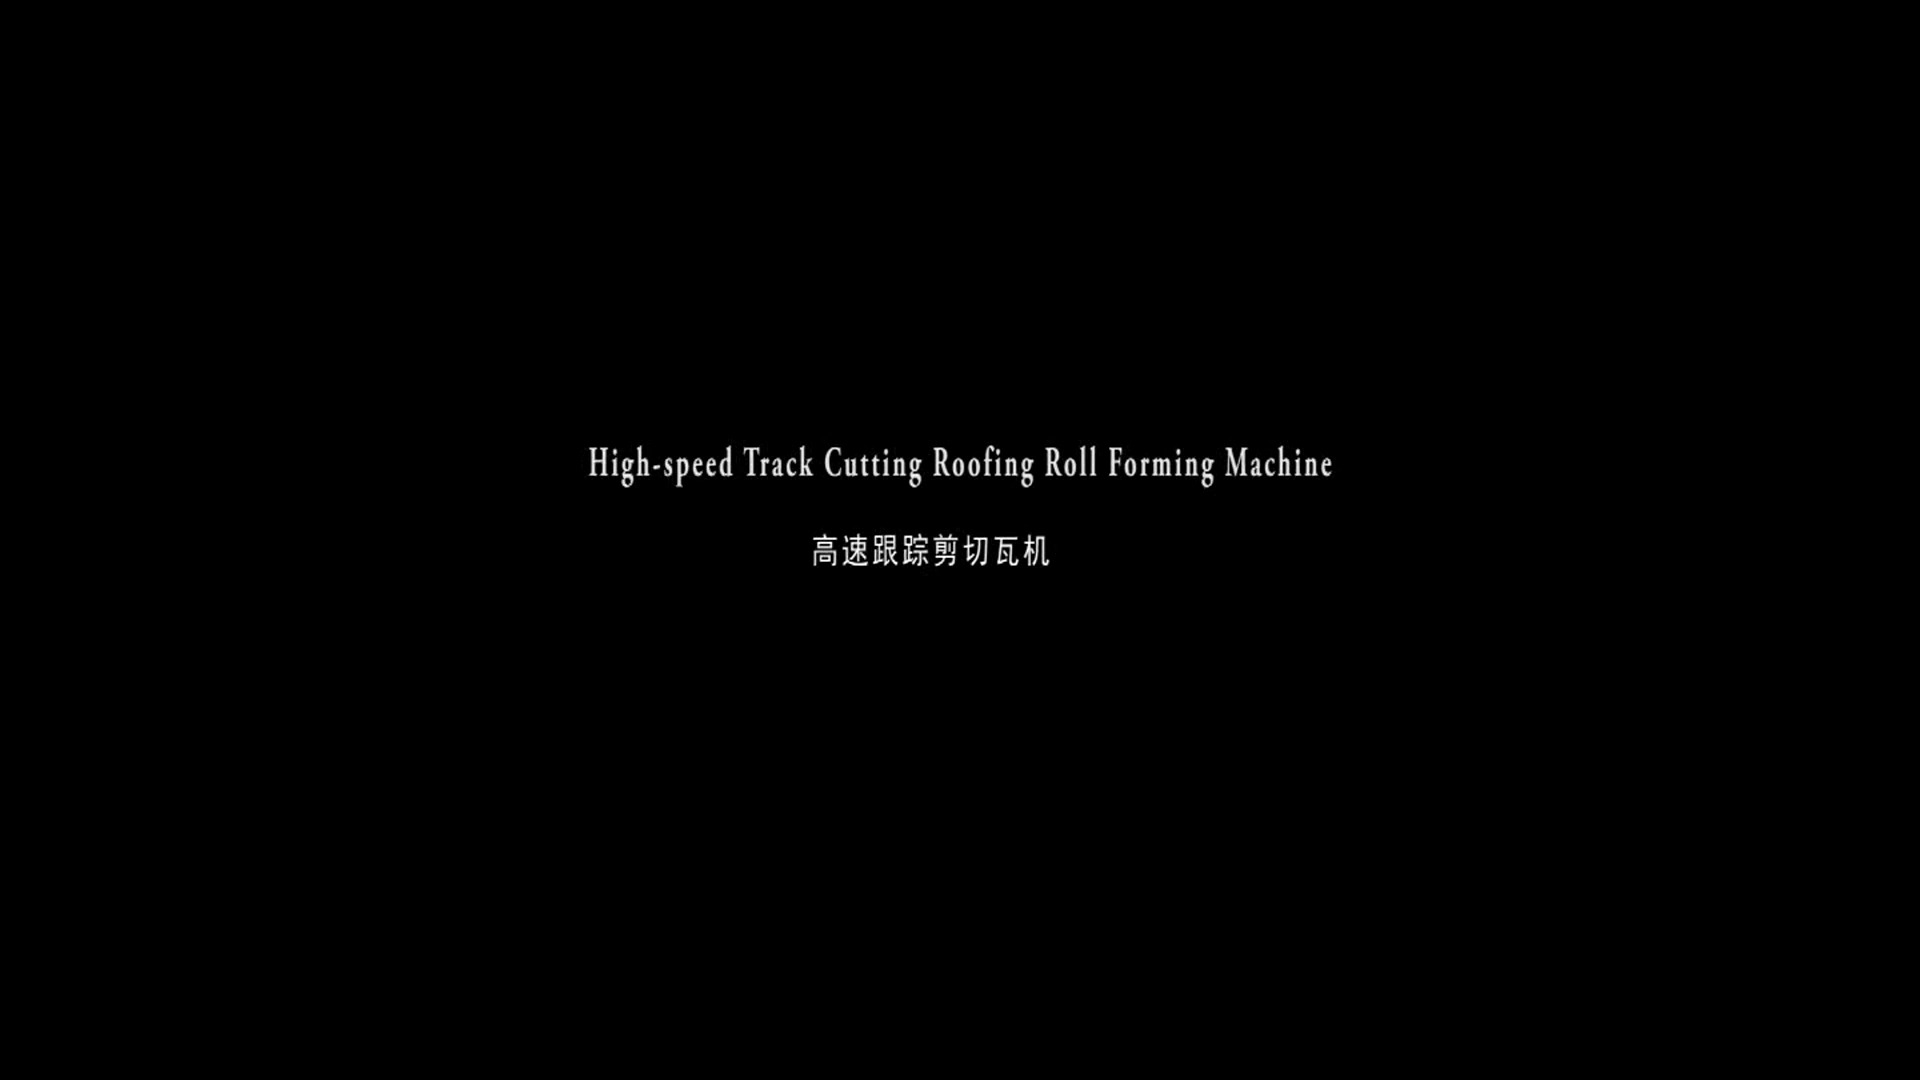 High-speed Track Cutting Roofing Roll Forming Machine
高速跟踪剪切瓦机